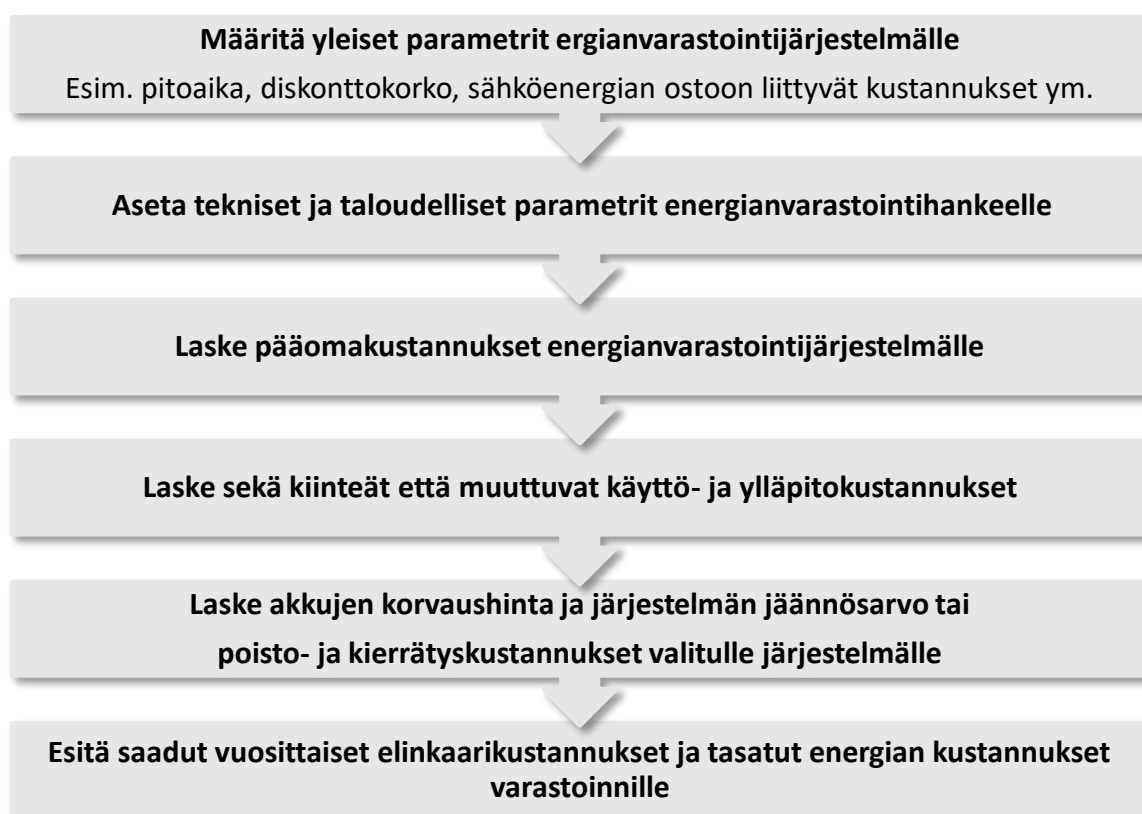 Määritä yleiset parametrit ergianvarastointijärjestelmälle
Esim. pitoaika, diskonttokorko, sähköenergian ostoon liittyvät kustannukset ym.
Aseta tekniset ja taloudelliset parametrit energianvarastointihankeelle
Laske pääomakustannukset energianvarastointijärjestelmälle
Laske sekä kiinteät että muuttuvat käyttö- ja ylläpitokustannukset
Laske akkujen korvaushinta ja järjestelmän jäännösarvo tai
poisto- ja kierrätyskustannukset valitulle järjestelmälle
Esitä saadut vuosittaiset elinkaarikustannukset ja tasatut energian kustannukset
varastoinnille